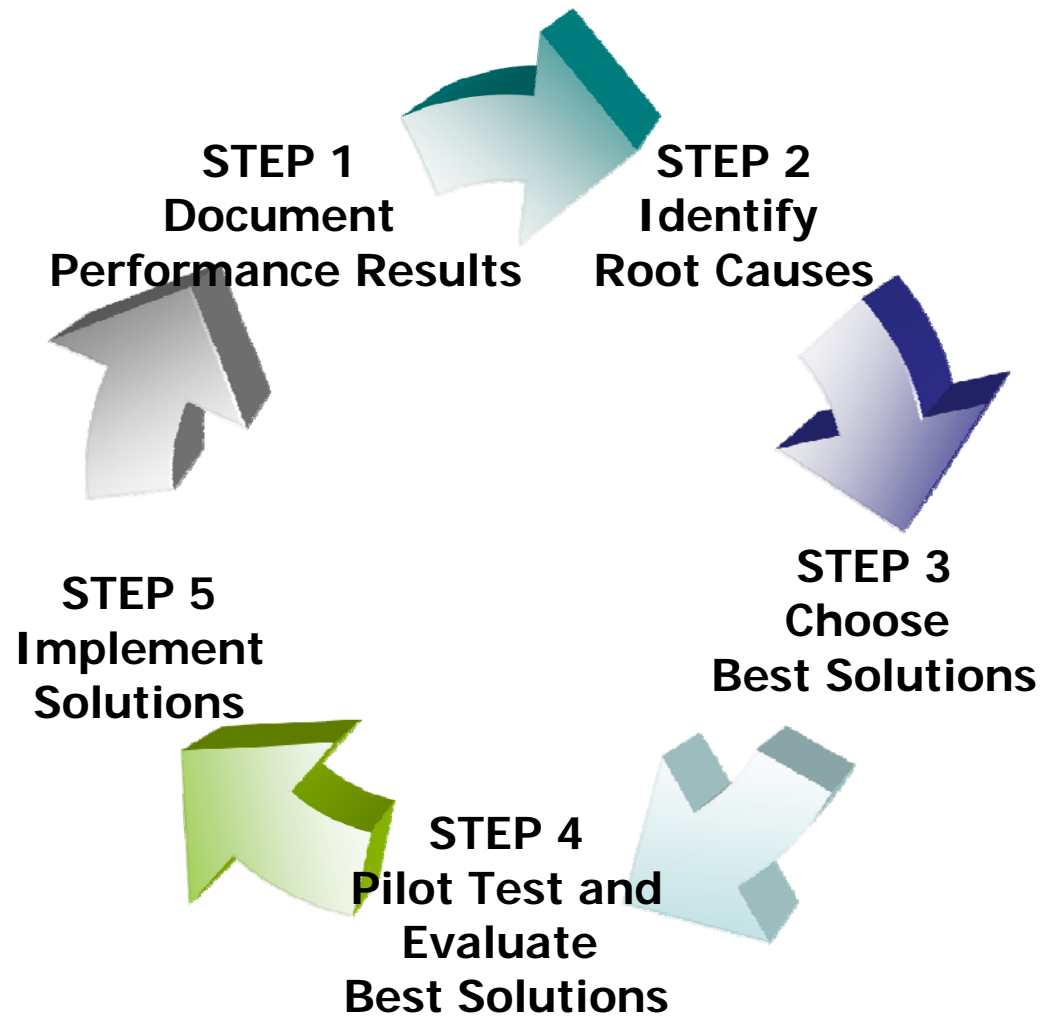 STEP 1
Document
Performance Results
STEP 2
Identify
Root Causes
STEP 3
Choose
Best Solutions
STEP 4
Pilot Test and
Evaluate
Best Solutions
STEP 5
Implement
Solutions